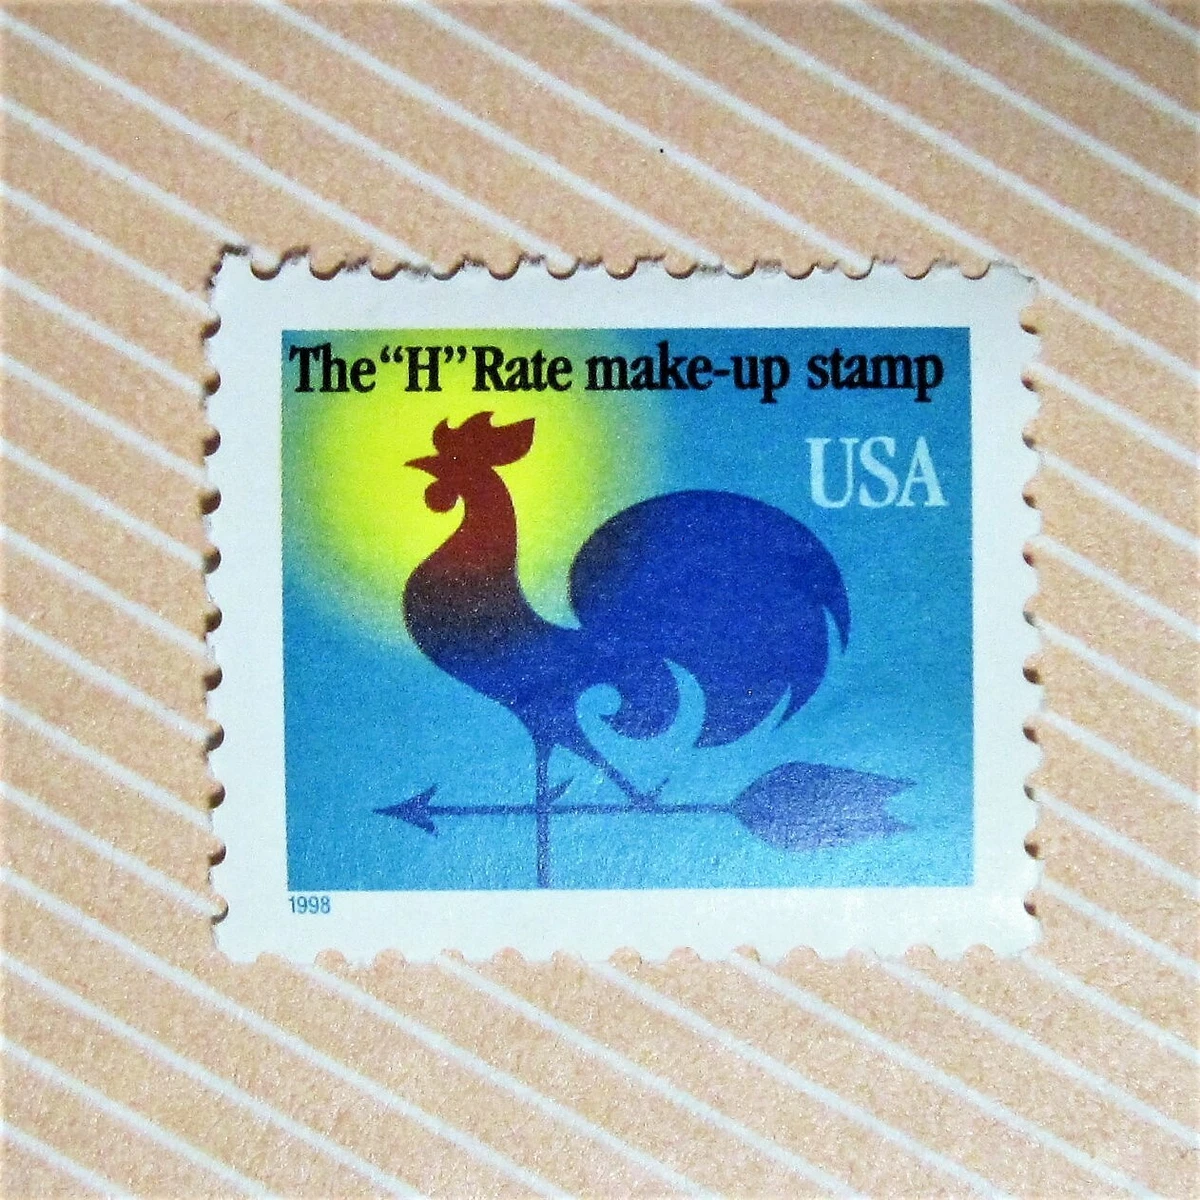 The “H” Rate make-up stamp
USA
1998